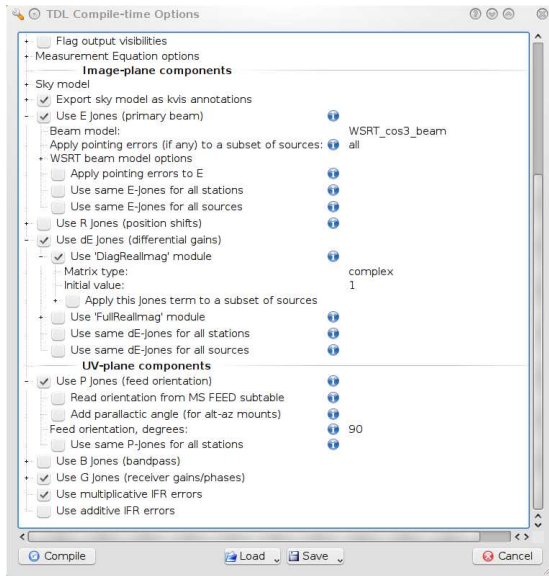 TDL Compile-time Options
Flag output visibilities
Measurement Equation options
Image-plane components
Sky model
Export sky model as kvis annotations
Use E Jones (primary beam)
Beam model: WSRT_cos3_beam
Apply pointing errors (if any) to a subset of sources: all
WSRT beam model options
Apply pointing errors to E
Use same E-Jones for all stations
Use same E-Jones for all sources
Use R Jones (position shifts)
Use dE Jones (differential gains)
Use 'DiagRealImag' module
Matrix type: complex
Initial value: 1
Apply this Jones term to a subset of sources
Use 'FullRealImag' module
Use same dE-Jones for all stations
Use same dE-Jones for all sources
UV-plane components
Use P Jones (feed orientation)
Read orientation from MS FEED subtable
Add parallactic angle (for alt-az mounts)
Feed orientation, degrees: 90
Use same P-Jones for all stations
Use B Jones (bandpass)
Use G Jones (receiver gains/phases)
Use multiplicative IFR errors
Use additive IFR errors
Compile Load Save Cancel